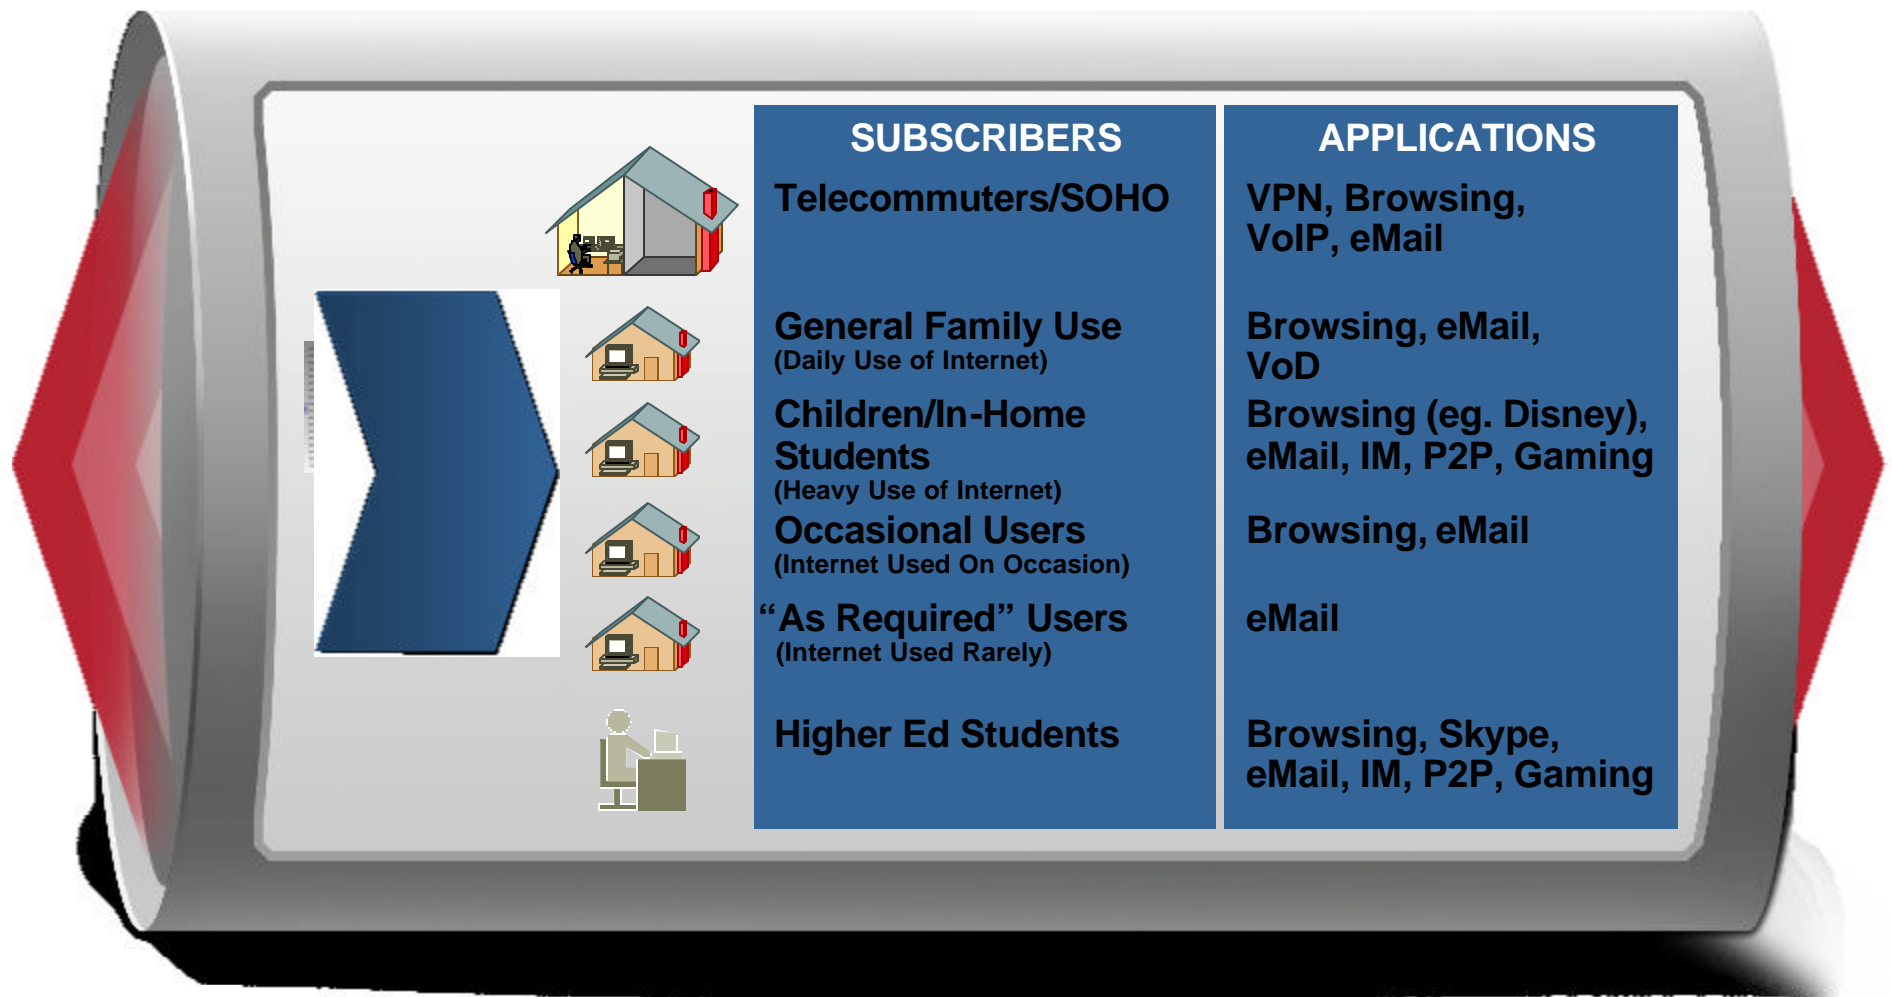 SUBSCRIBERS APPLICATIONS
Telecommuters/SOHO VPN, Browsing,
VoIP, eMail
General Family Use Browsing, eMail,
(Daily Use of Internet) VoD
Children/In-Home Browsing (eg. Disney),
Students eMail, IM, P2P, Gaming
(Heavy Use of Internet)
Occasional Users Browsing, eMail
(Internet Used On Occasion)
“As Required” Users eMail
(Internet Used Rarely)
Higher Ed Students Browsing, Skype,
eMail, IM, P2P, Gaming